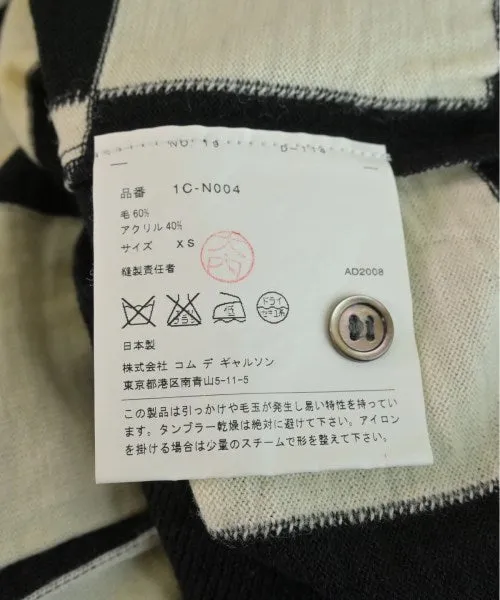 品番 1C-N004
毛 60%
アクリル 40%
サイズ XS
縫製責任者
AD2008
ドライ
日本製
株式会社 コム デ ギャルソン
東京都港区南青山5-11-5
この製品は引っかけや毛玉が発生し易い特性を持っていま
す。タンブラー乾燥は絶対に避けて下さい。アイロン
を掛ける場合は少量のスチームで形を整えて下さい。